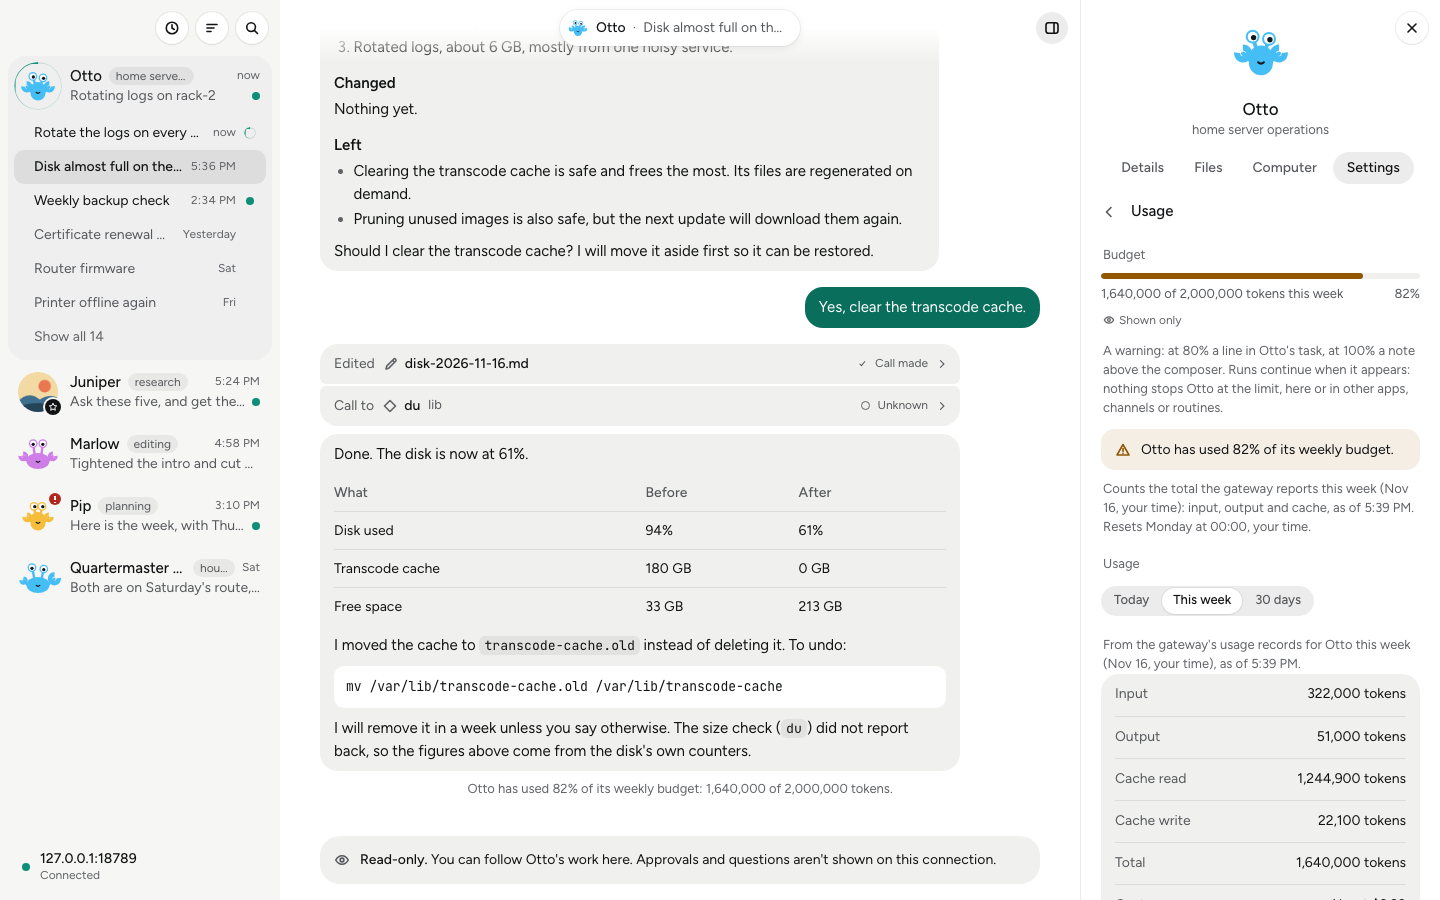 Otto home serve... now
Rotating logs on rack-2
Rotate the logs on every ... now
Disk almost full on the... 5:36 PM
Weekly backup check 2:34 PM
Certificate renewal ... Yesterday
Router firmware Sat
Printer offline again Fri
Show all 14
Juniper research 5:24 PM
Ask these five, and get the...
Marlow editing 4:58 PM
Tightened the intro and cut ...
Pip planning 3:10 PM
Here is the week, with Thu...
Quartermaster ... hou... Sat
Both are on Saturday's route,...
127.0.0.1:18789
Connected
Otto · Disk almost full on th...
3. Rotated logs, about 6 GB, mostly from one noisy service.
Changed
Nothing yet.
Left
• Clearing the transcode cache is safe and frees the most. Its files are regenerated on
demand.
• Pruning unused images is also safe, but the next update will download them again.
Should I clear the transcode cache? I will move it aside first so it can be restored.
Yes, clear the transcode cache.
Edited disk-2026-11-16.md Call made
Call to du lib Unknown
Done. The disk is now at 61%.
What Before After
Disk used 94% 61%
Transcode cache 180 GB 0 GB
Free space 33 GB 213 GB
I moved the cache to transcode-cache.old instead of deleting it. To undo:
mv /var/lib/transcode-cache.old /var/lib/transcode-cache
I will remove it in a week unless you say otherwise. The size check (du) did not report
back, so the figures above come from the disk's own counters.
Otto has used 82% of its weekly budget: 1,640,000 of 2,000,000 tokens.
Read-only. You can follow Otto's work here. Approvals and questions aren't shown on this connection.
Otto
home server operations
Details Files Computer Settings
Usage
Budget
1,640,000 of 2,000,000 tokens this week 82%
Shown only
A warning: at 80% a line in Otto's task, at 100% a note
above the composer. Runs continue when it appears:
nothing stops Otto at the limit, here or in other apps,
channels or routines.
Otto has used 82% of its weekly budget.
Counts the total the gateway reports this week (Nov
16, your time): input, output and cache, as of 5:39 PM.
Resets Monday at 00:00, your time.
Usage
Today This week 30 days
From the gateway's usage records for Otto this week
(Nov 16, your time), as of 5:39 PM.
Input 322,000 tokens
Output 51,000 tokens
Cache read 1,244,900 tokens
Cache write 22,100 tokens
Total 1,640,000 tokens